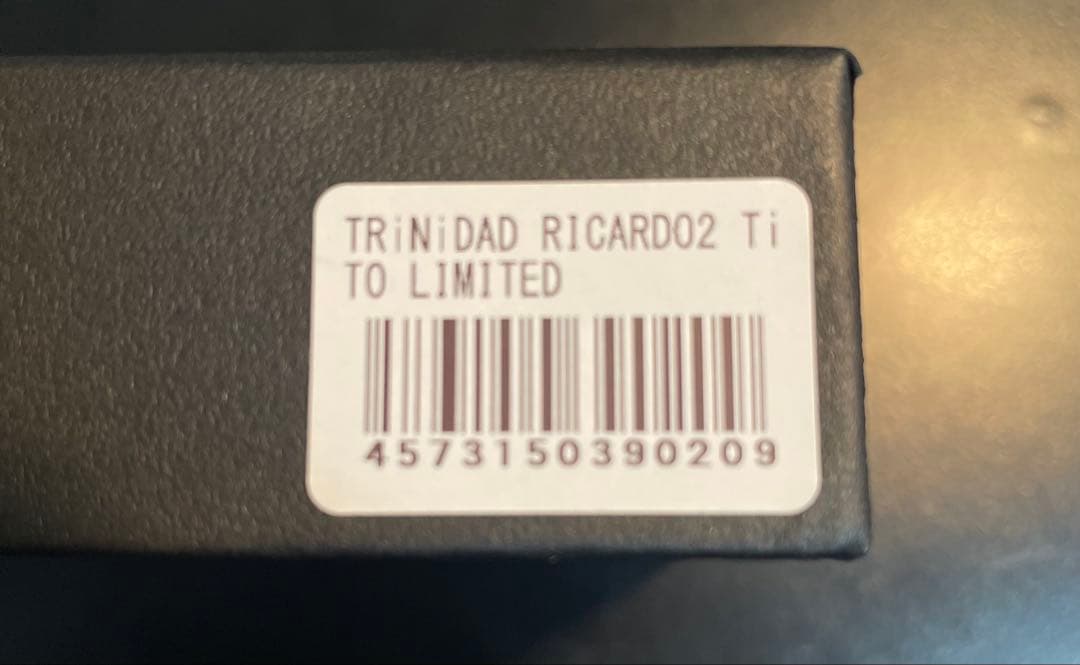 TRiNiDAD RICARDO2 Ti
TO LIMITED
4573150390209